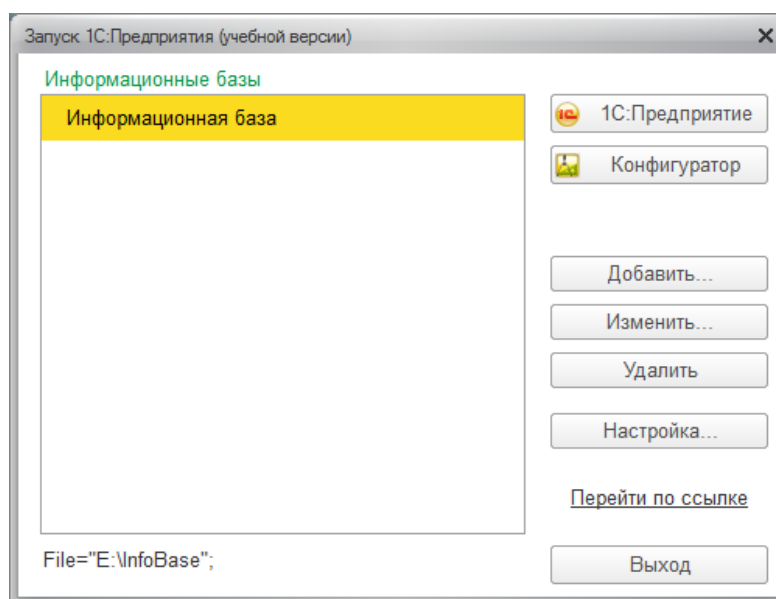 Запуск 1С:Предприятия (учебной версии)
Информационные базы
Информационная база
1С:Предприятие
Конфигуратор
Добавить...
Изменить...
Удалить
Настройка...
Перейти по ссылке
File="E:\InfoBase";
Выход